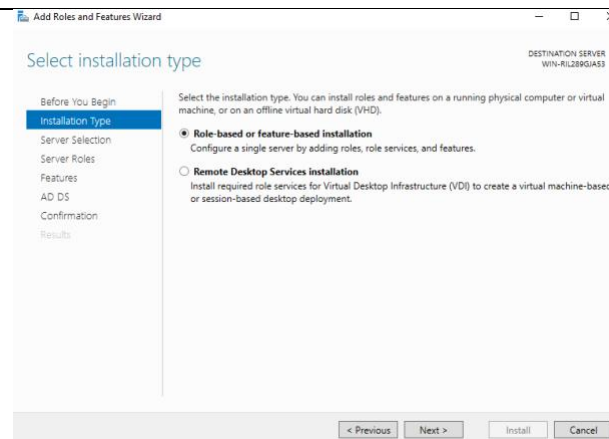 Add Roles and Features Wizard
Select installation type
DESTINATION SERVER
WIN-RIL289GJA53
Before You Begin
Installation Type
Server Selection
Server Roles
Features
AD DS
Confirmation
Results
Select the installation type. You can install roles and features on a running physical computer or virtual
machine, or on an offline virtual hard disk (VHD).
Role-based or feature-based installation
Configure a single server by adding roles, role services, and features.
Remote Desktop Services installation
Install required role services for Virtual Desktop Infrastructure (VDI) to create a virtual machine-based
or session-based desktop deployment.
< Previous
Next >
Install
Cancel